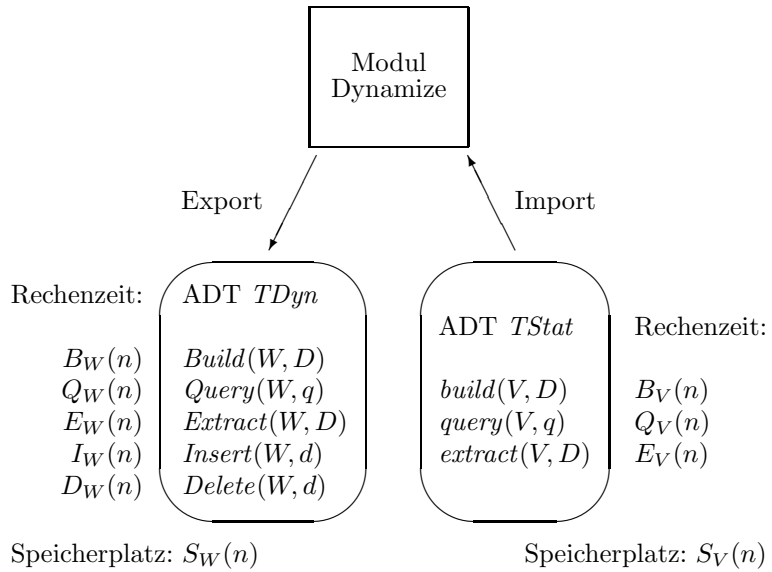 Modul
Dynamize
Export
Import
Rechenzeit:
ADT TDyn
B_W(n)
Build(W, D)
Q_W(n)
Query(W, q)
E_W(n)
Extract(W, D)
I_W(n)
Insert(W, d)
D_W(n)
Delete(W, d)
ADT TStat
Rechenzeit:
build(V, D)
B_V(n)
query(V, q)
Q_V(n)
extract(V, D)
E_V(n)
Speicherplatz: S_W(n)
Speicherplatz: S_V(n)